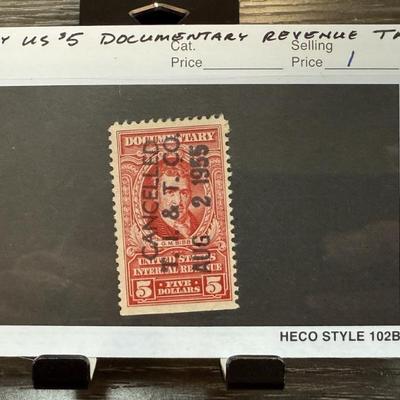 Y US $5 DOCUMENTARY REVENUE TA
Cat. Selling
Price Price 1
DOCUMENTARY
CANCELLED
& T. CO.
AUG 2 1955
G.M. BIBB
UNITED STATES
INTERNAL REVENUE
5 FIVE DOLLARS 5
HECO STYLE 102B